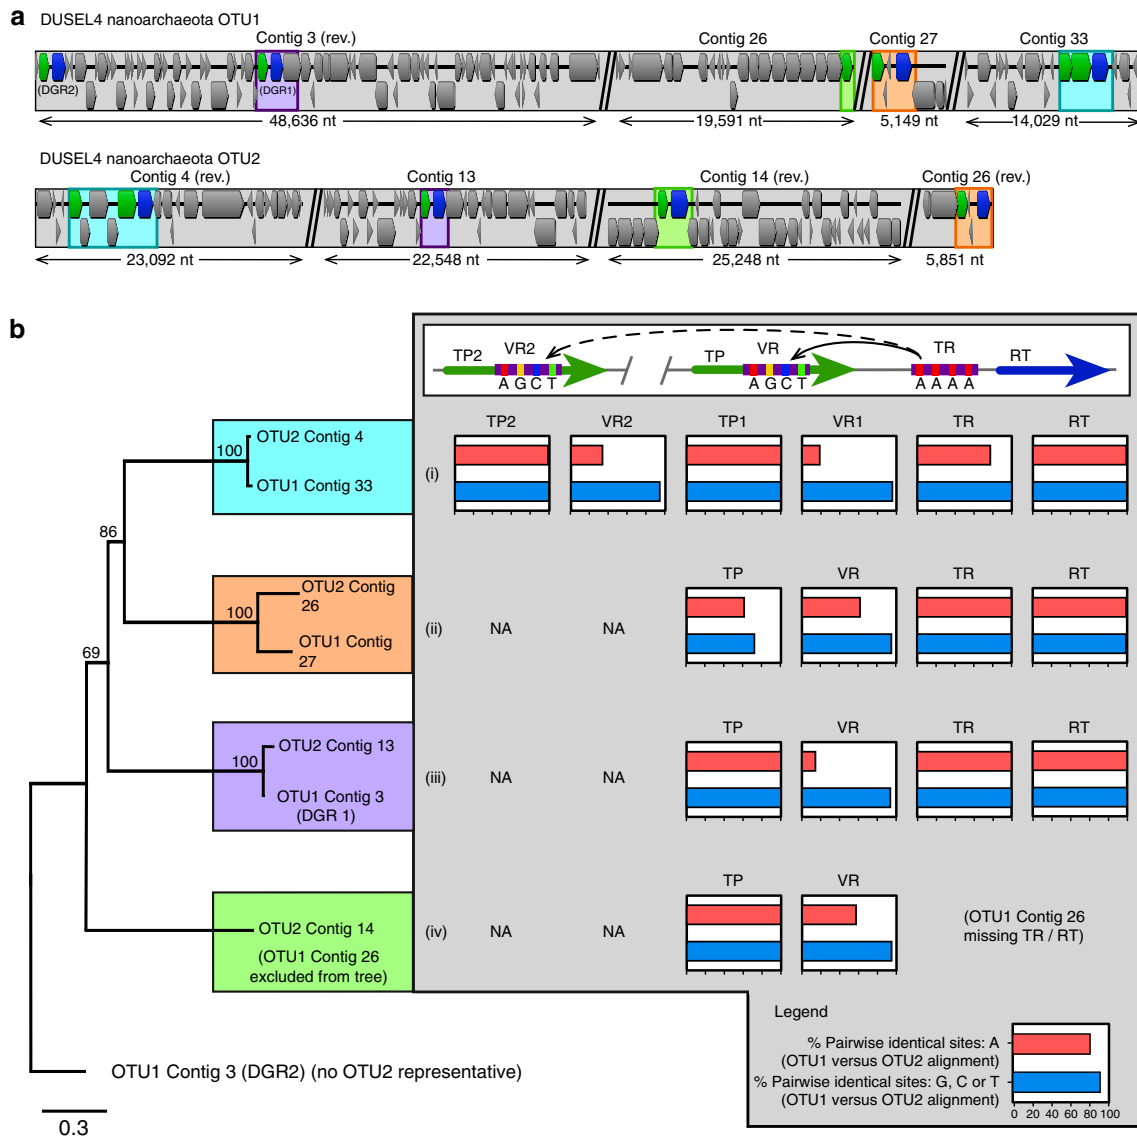 a
DUSEL4 nanoarchaeota OTU1
Contig 3 (rev.)
Contig 26
Contig 27
Contig 33
(DGR2)
(DGR1)
48,636 nt
19,591 nt
5,149 nt
14,029 nt
DUSEL4 nanoarchaeota OTU2
Contig 4 (rev.)
Contig 13
Contig 14 (rev.)
Contig 26 (rev.)
23,092 nt
22,548 nt
25,248 nt
5,851 nt
b
TP2
VR2
A G C T
TP
VR
A G C T
TR
A A A A
RT
OTU2 Contig 4
100
OTU1 Contig 33
(i)
TP2
VR2
TP1
VR1
TR
RT
86
OTU2 Contig
26
100
OTU1 Contig
27
(ii)
NA
NA
TP
VR
TR
RT
69
OTU2 Contig 13
100
OTU1 Contig 3
(DGR 1)
(iii)
NA
NA
TP
VR
TR
RT
OTU2 Contig 14
(OTU1 Contig 26
excluded from tree)
(iv)
NA
NA
TP
VR
(OTU1 Contig 26
missing TR / RT)
OTU1 Contig 3 (DGR2) (no OTU2 representative)
0.3
Legend
% Pairwise identical sites: A
(OTU1 versus OTU2 alignment)
% Pairwise identical sites: G, C or T
(OTU1 versus OTU2 alignment)
0 20 40 60 80 100